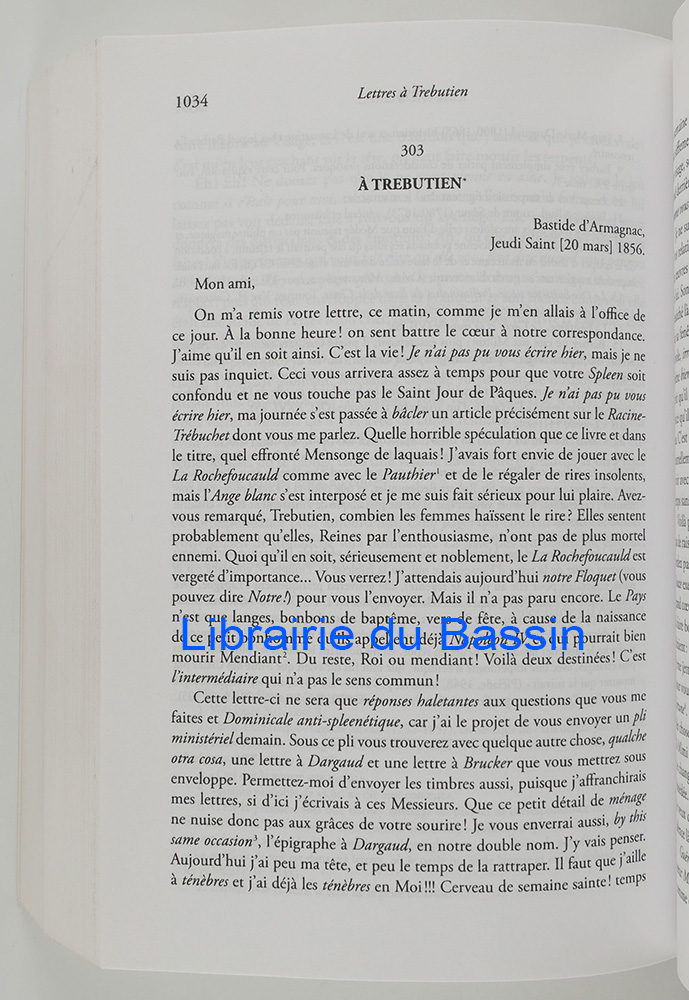 1034
Lettres à Trebutien
303
À TREBUTIEN*
Bastide d'Armagnac,
Jeudi Saint [20 mars] 1856.
Mon ami,
On m'a remis votre lettre, ce matin, comme je m'en allais à l'office de
ce jour. À la bonne heure! on sent battre le cœur à notre correspondance.
J'aime qu'il en soit ainsi. C'est la vie! Je n'ai pas pu vous écrire hier, mais je ne
suis pas inquiet. Ceci vous arrivera assez à temps pour que votre Spleen soit
confondu et ne vous touche pas le Saint Jour de Pâques. Je n'ai pas pu vous
écrire hier, ma journée s'est passée à bâcler un article précisément sur le Racine-
Trébuchet dont vous me parlez. Quelle horrible spéculation que ce livre et dans
le titre, quel effronté Mensonge de laquais! J'avais fort envie de jouer avec le
La Rochefoucauld comme avec le Pauthier¹ et de le régaler de rires insolents,
mais l'Ange blanc s'est interposé et je me suis fait sérieux pour lui plaire. Avez-
vous remarqué, Trebutien, combien les femmes haïssent le rire? Elles sentent
probablement qu'elles, Reines par l'enthousiasme, n'ont pas de plus mortel
ennemi. Quoi qu'il en soit, sérieusement et noblement, le La Rochefoucauld est
vergeté d'importance... Vous verrez! J'attendais aujourd'hui notre Floquet (vous
pouvez dire Notre!) pour vous l'envoyer. Mais il n'a pas paru encore. Le Pays
n'est que langes, bonbons de baptême, vers de fête, à cause de la naissance
de ce petit bonhomme qu'ils appellent déjà Napoléon IV et qui pourrait bien
Librairie du Bassin
mourir Mendiant². Du reste, Roi ou mendiant! Voilà deux destinées! C'est
l'intermédiaire qui n'a pas le sens commun!
Cette lettre-ci ne sera que réponses haletantes aux questions que vous me
faites et Dominicale anti-spleenétique, car j'ai le projet de vous envoyer un pli
ministériel demain. Sous ce pli vous trouverez avec quelque autre chose, qualche
otra cosa, une lettre à Dargaud et une lettre à Brucker que vous mettrez sous
enveloppe. Permettez-moi d'envoyer les timbres aussi, puisque j'affranchirais
mes lettres, si d'ici j'écrivais à ces Messieurs. Que ce petit détail de ménage
ne nuise donc pas aux grâces de votre sourire! Je vous enverrai aussi, by this
same occasion³, l'épigraphe à Dargaud, en notre double nom. J'y vais penser.
Aujourd'hui j'ai peu ma tête, et peu le temps de la rattraper. Il faut que j'aille
à ténèbres et j'ai déjà les ténèbres en Moi!!! Cerveau de semaine sainte! temps